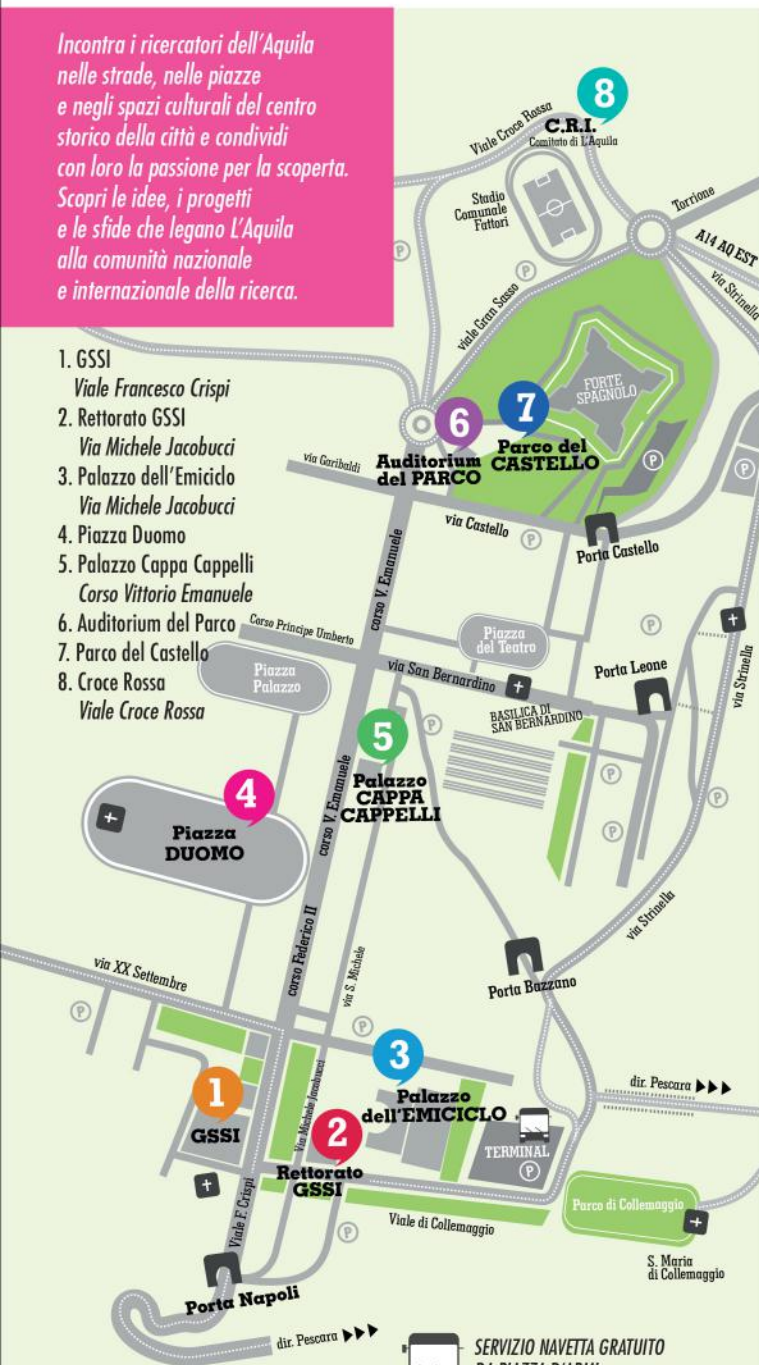 Incontra i ricercatori dell'Aquila
nelle strade, nelle piazze
e negli spazi culturali del centro
storico della città e condividi
con loro la passione per la scoperta.
Scopri le idee, i progetti
e le sfide che legano L'Aquila
alla comunità nazionale
e internazionale della ricerca.
1. GSSI
Viale Francesco Crispi
2. Rettorato GSSI
Via Michele Jacobucci
3. Palazzo dell'Emiciclo
Via Michele Jacobucci
4. Piazza Duomo
5. Palazzo Cappa Cappelli
Corso Vittorio Emanuele
6. Auditorium del Parco
7. Parco del Castello
8. Croce Rossa
Viale Croce Rossa
8
Viale Croce Rossa
C.R.I.
Comitato di L'Aquila
Stadio
Comunale
Fattori
P
P
Torrione
A14 AQ EST
via Strinella
viale Gran Sasso
FORTE
SPAGNOLO
6
7
Auditorium
del PARCO
Parco del
CASTELLO
P
P
via Garibaldi
via Castello
P
Porta Castello
corso V. Emanuele
Corso Principe Umberto
Piazza
Palazzo
Piazza
del Teatro
P
via San Bernardino
Porta Leone
via Strinella
BASILICA DI
SAN BERNARDINO
P
5
Palazzo
CAPPA
CAPPELLI
P
P
P
4
Piazza
DUOMO
corso V. Emanuele
corso Federico II
via S. Michele
via Strinella
Porta Bazzano
via XX Settembre
P
P
3
Palazzo
dell'EMICICLO
dir. Pescara
1
GSSI
Via Michele Jacobucci
2
Rettorato
GSSI
TERMINAL
P
Parco di Collemaggio
Viale di Collemaggio
P
S. Maria
di Collemaggio
Viale F. Crispi
Porta Napoli
dir. Pescara
SERVIZIO NAVETTA GRATUITO